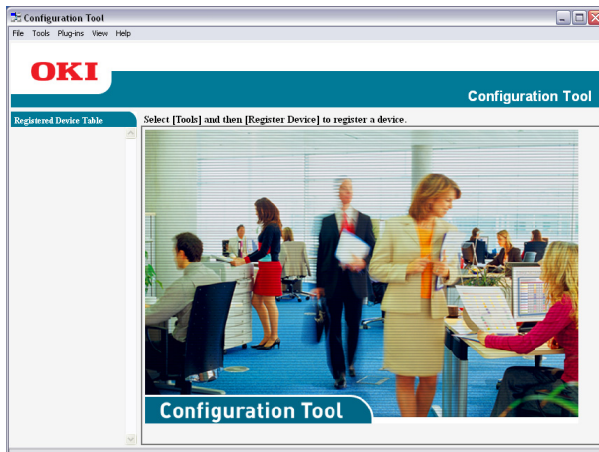 Configuration Tool
File Tools Plug-ins View Help
OKI
Configuration Tool
Registered Device Table
Select [Tools] and then [Register Device] to register a device.
Configuration Tool